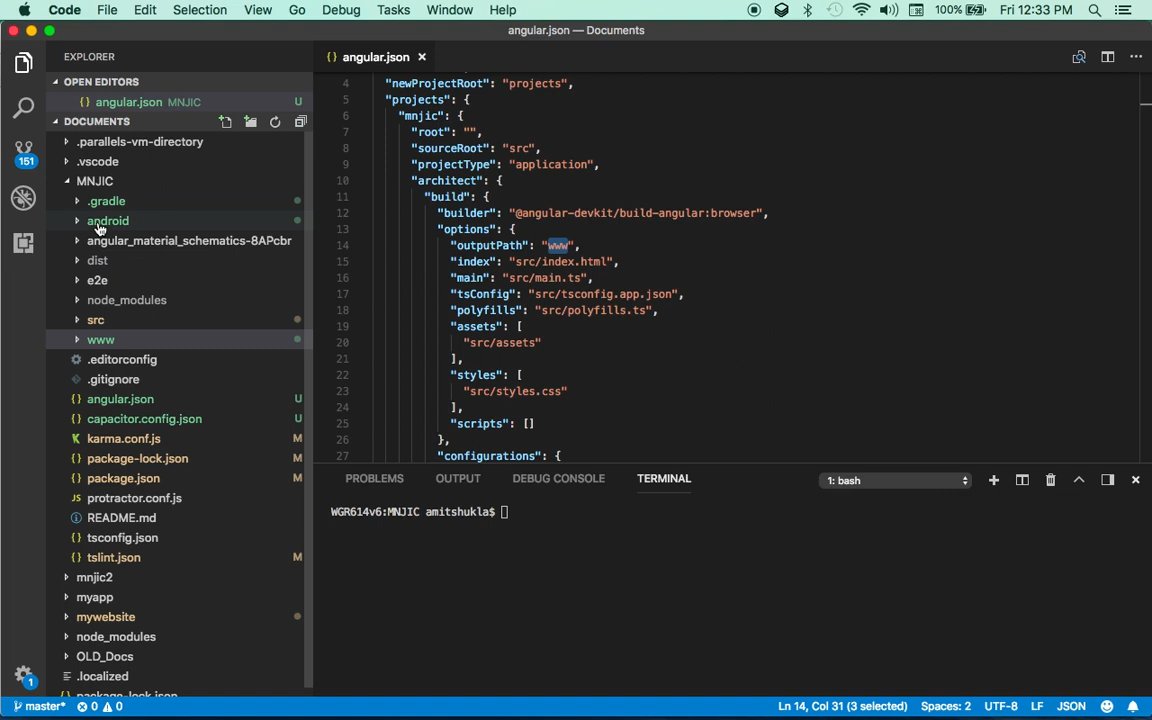 Code File Edit Selection View Go Debug Tasks Window Help 100% Fri 12:33 PM
angular.json — Documents
EXPLORER
OPEN EDITORS
{} angular.json MNJIC U
DOCUMENTS
.parallels-vm-directory
.vscode
MNJIC
.gradle
android
angular_material_schematics-8APcbr
dist
e2e
node_modules
src
www
.editorconfig
.gitignore
{} angular.json U
{} capacitor.config.json U
karma.conf.js M
{} package-lock.json M
{} package.json M
JS protractor.conf.js
README.md
{} tsconfig.json
{} tslint.json M
mnjic2
myapp
mywebsite
node_modules
OLD_Docs
.localized
{} package-lock.json
151
1
{} angular.json ×
4 "newProjectRoot": "projects",
5 "projects": {
6 "mnjic": {
7 "root": "",
8 "sourceRoot": "src",
9 "projectType": "application",
10 "architect": {
11 "build": {
12 "builder": "@angular-devkit/build-angular:browser",
13 "options": {
14 "outputPath": "www",
15 "index": "src/index.html",
16 "main": "src/main.ts",
17 "tsConfig": "src/tsconfig.app.json",
18 "polyfills": "src/polyfills.ts",
19 "assets": [
20 "src/assets"
21 ],
22 "styles": [
23 "src/styles.css"
24 ],
25 "scripts": []
26 },
27 "configurations": {
PROBLEMS OUTPUT DEBUG CONSOLE TERMINAL 1: bash
WGR614v6:MNJIC amitshukla$
master* 0 0 Ln 14, Col 31 (3 selected) Spaces: 2 UTF-8 LF JSON